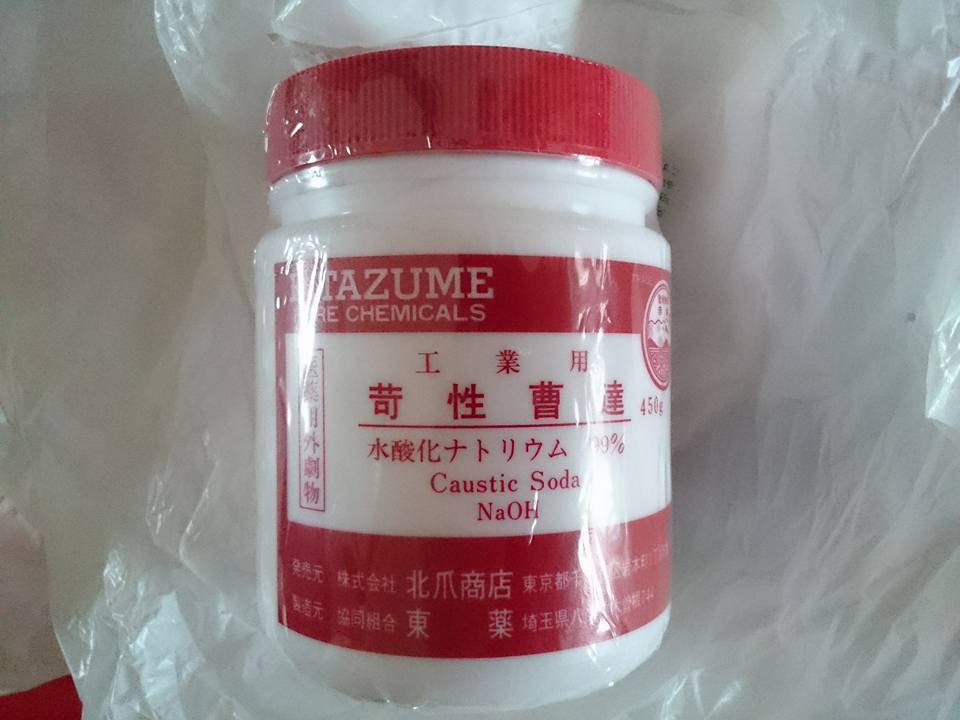 TAZUME
CHEMICALS
工業用
苛性曹達
450g
水酸化ナトリウム 99%
Caustic Soda
NaOH
医薬用外劇物
発売元 株式会社 北爪商店 東京都千
製造元 協同組合 東薬 埼玉県八